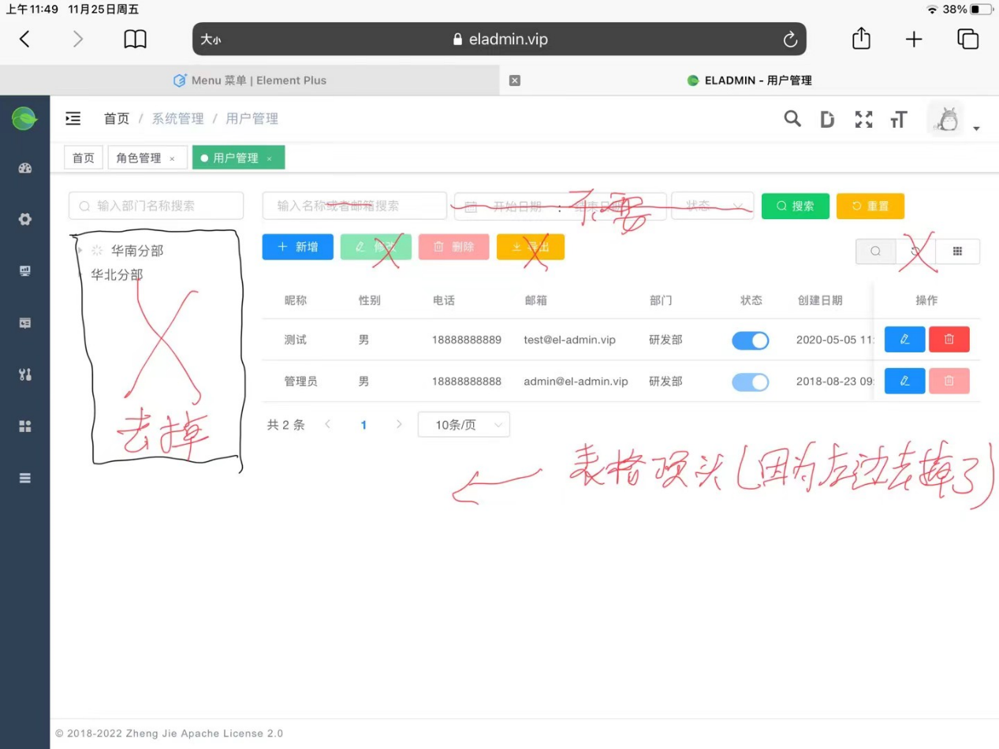 上午11:49 11月25日周五 38%
大小 eladmin.vip
Menu 菜单 | Element Plus ELADMIN - 用户管理
首页 / 系统管理 / 用户管理
首页 角色管理 × 用户管理 ×
输入部门名称搜索 输入名称或者邮箱搜索 开始日期 : 结束日期 状态 搜索 重置
不要
新增 修改 删除 导出
华南分部
华北分部
去掉
昵称 性别 电话 邮箱 部门 状态 创建日期 操作
测试 男 18888888889 test@el-admin.vip 研发部 2020-05-05 11:
管理员 男 18888888888 admin@el-admin.vip 研发部 2018-08-23 09:
共 2 条 1 10条/页
表格顶头(因为左边去掉了)
© 2018-2022 Zheng Jie Apache License 2.0